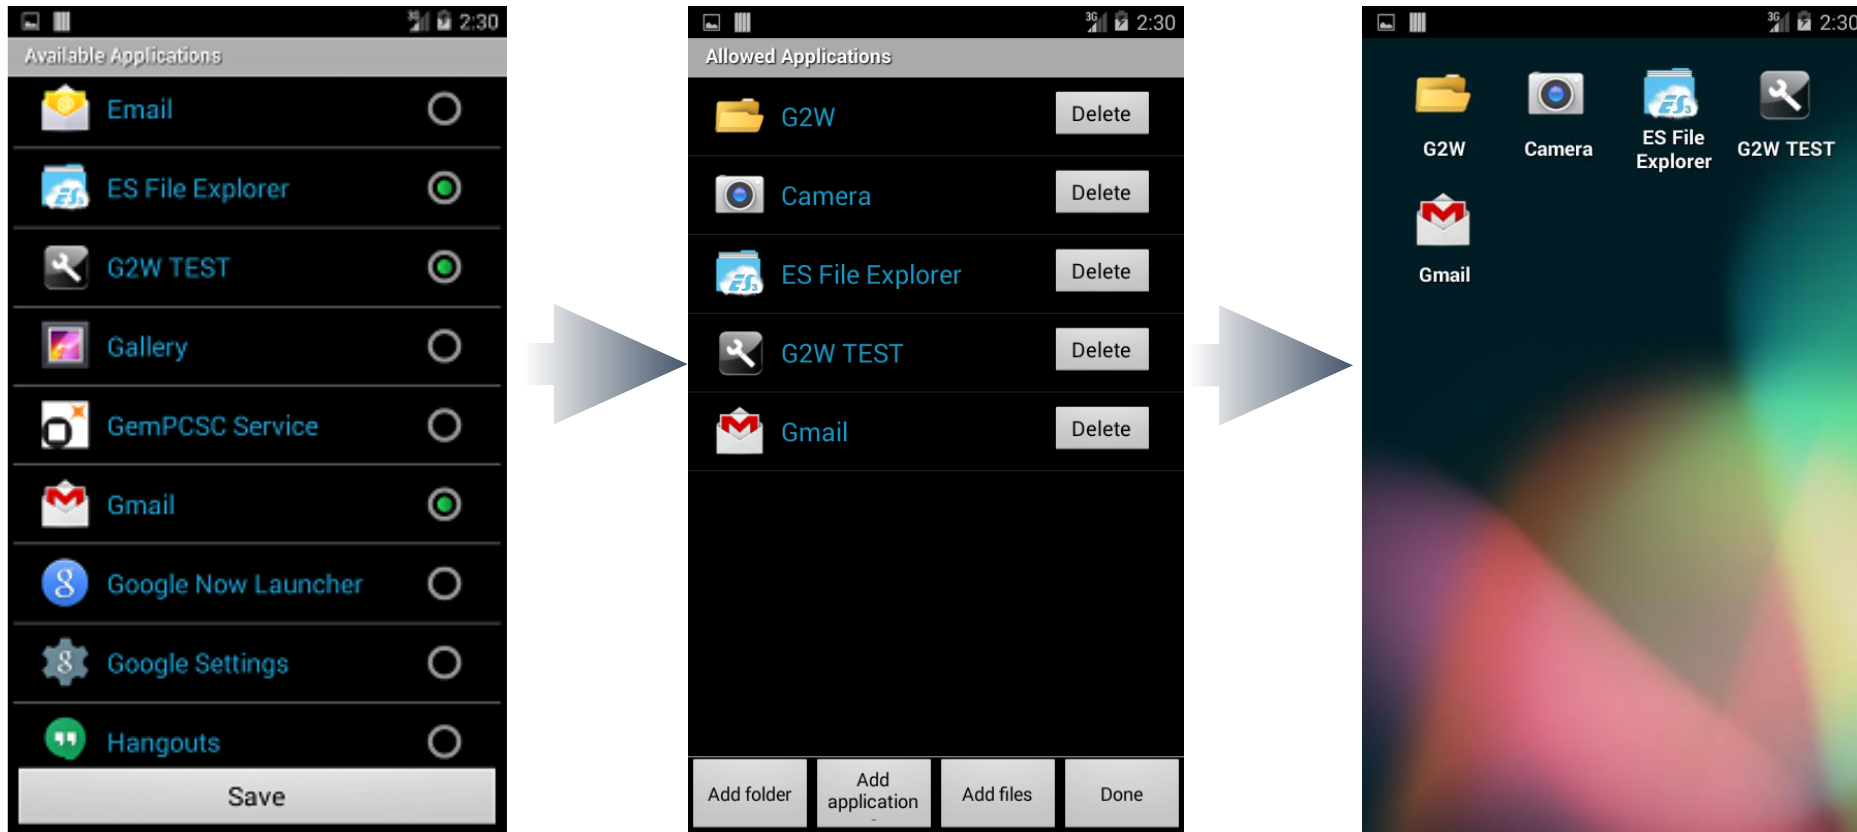 2:30
Available Applications
Email
ES File Explorer
G2W TEST
Gallery
GemPCSC Service
Gmail
Google Now Launcher
Google Settings
Hangouts
Save
3G 2:30
Allowed Applications
G2W Delete
Camera Delete
ES File Explorer Delete
G2W TEST Delete
Gmail Delete
Add folder
Add
application
Add files
Done
3G 2:30
G2W
Camera
ES File
Explorer
G2W TEST
Gmail